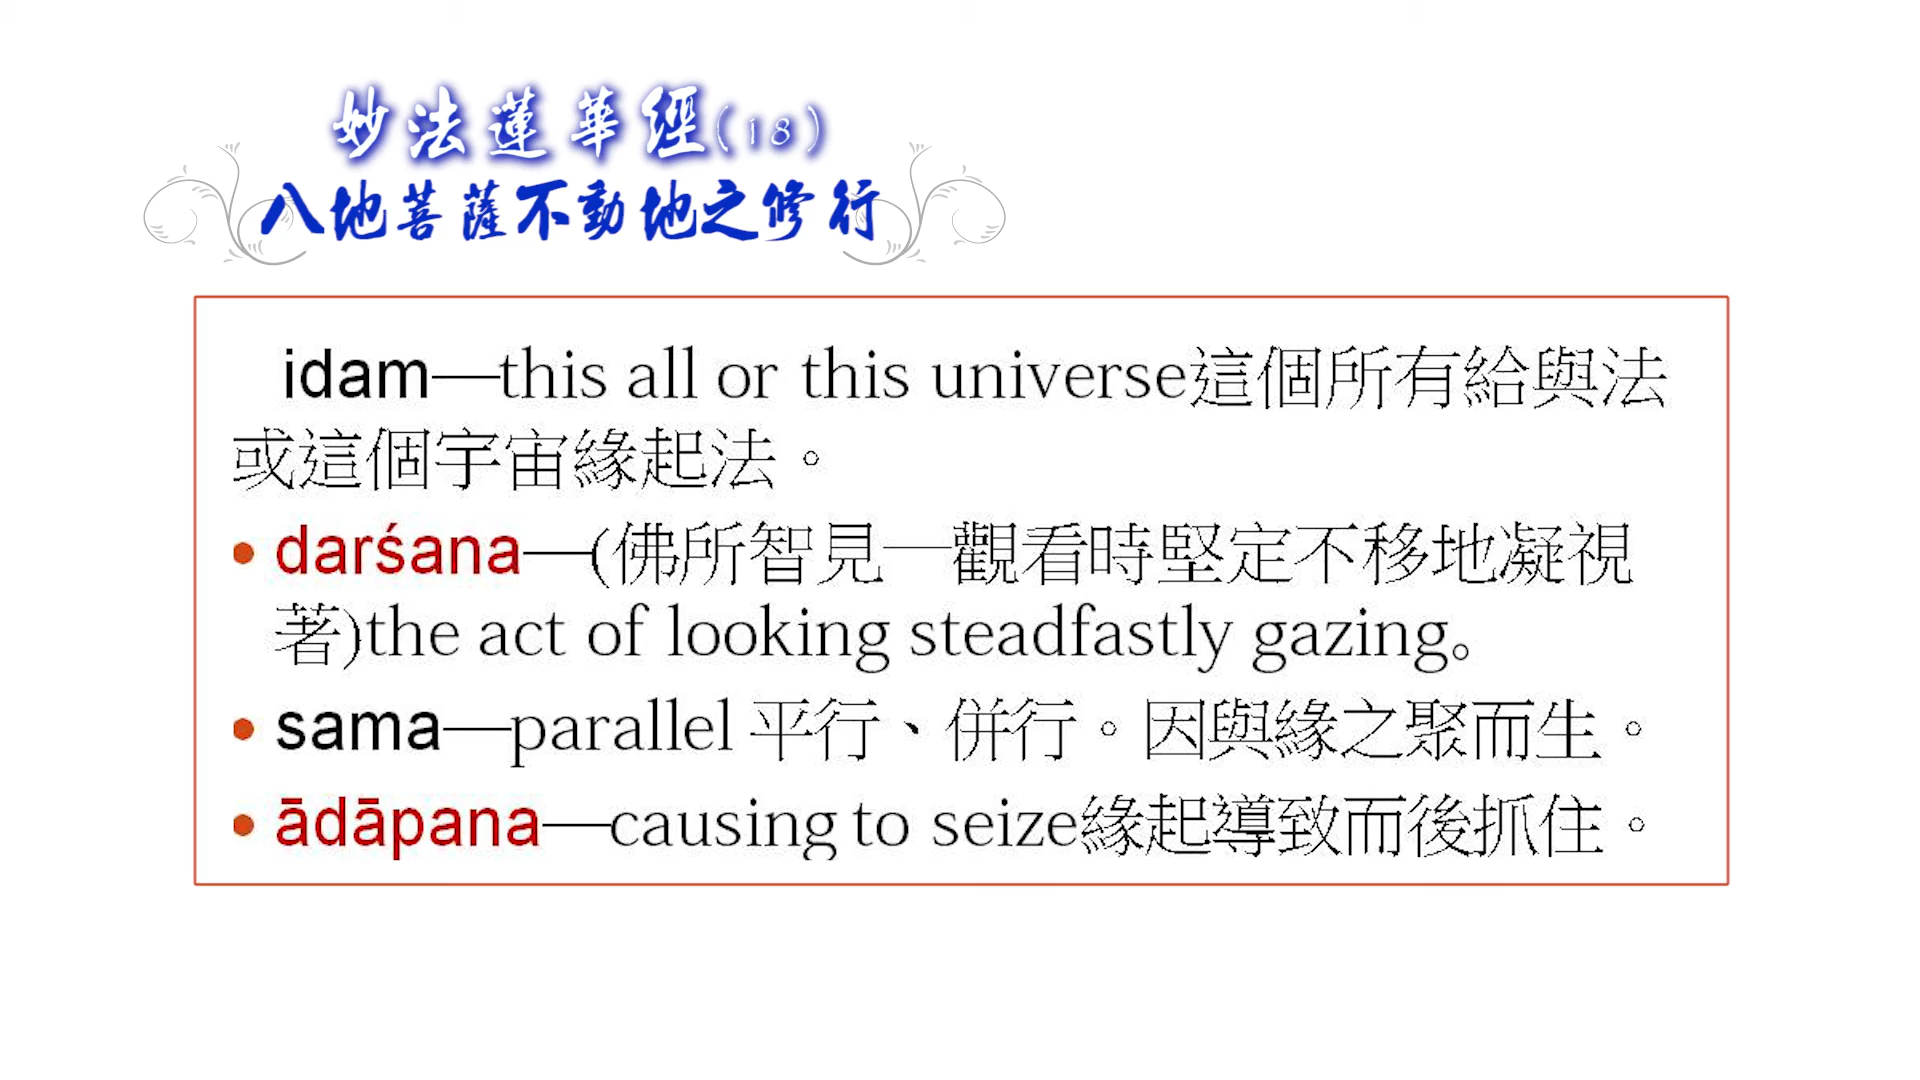 妙法蓮華經(18)
八地菩薩不動地之修行
idam—this all or this universe這個所有給與法
或這個宇宙緣起法。
• darśana—(佛所智見—觀看時堅定不移地凝視
著)the act of looking steadfastly gazing。
• sama—parallel 平行、併行。因與緣之聚而生。
• ādāpana—causing to seize緣起導致而後抓住。